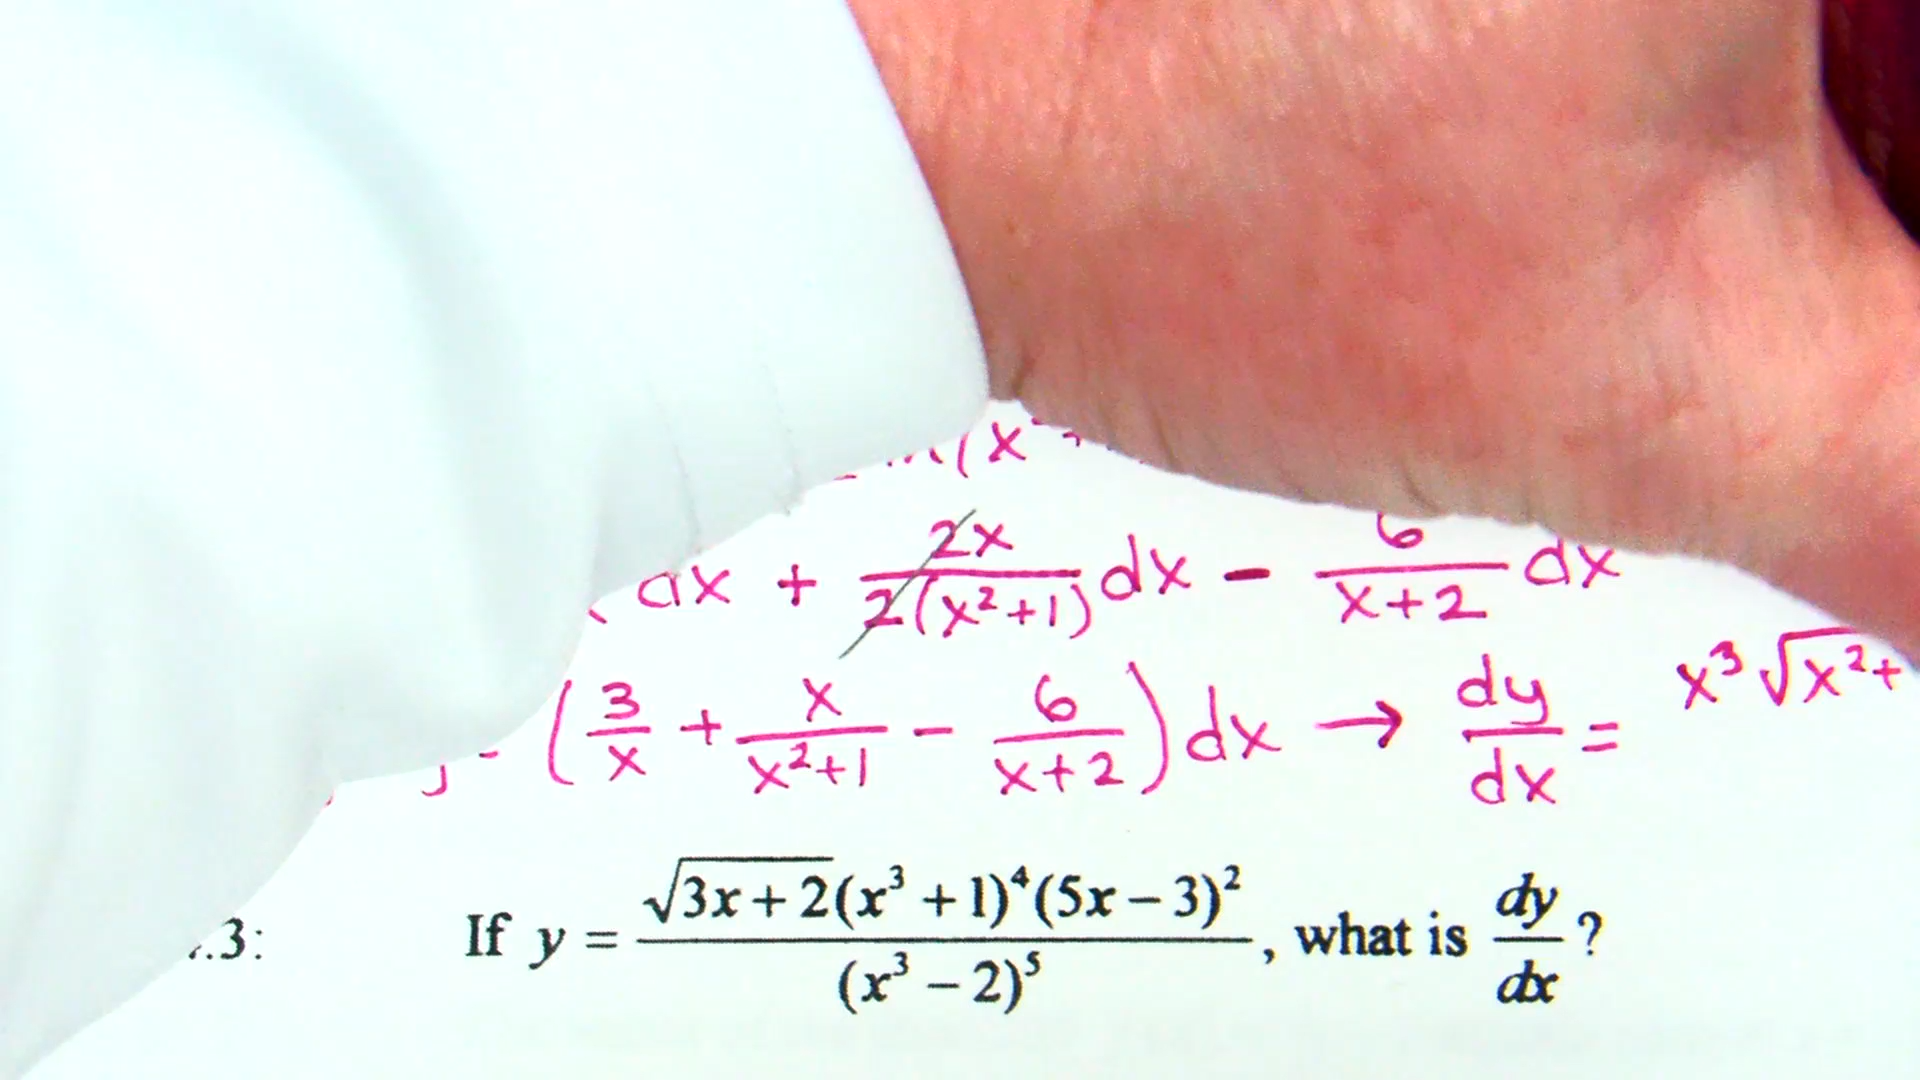 (x
dx + 2x/2(x²+1) dx - 6/x+2 dx
(3/x + x/x²+1 - 6/x+2) dx → dy/dx = x³√x²+
.3: If y = √3x+2(x³+1)⁴(5x-3)²/(x³-2)⁵, what is dy/dx?